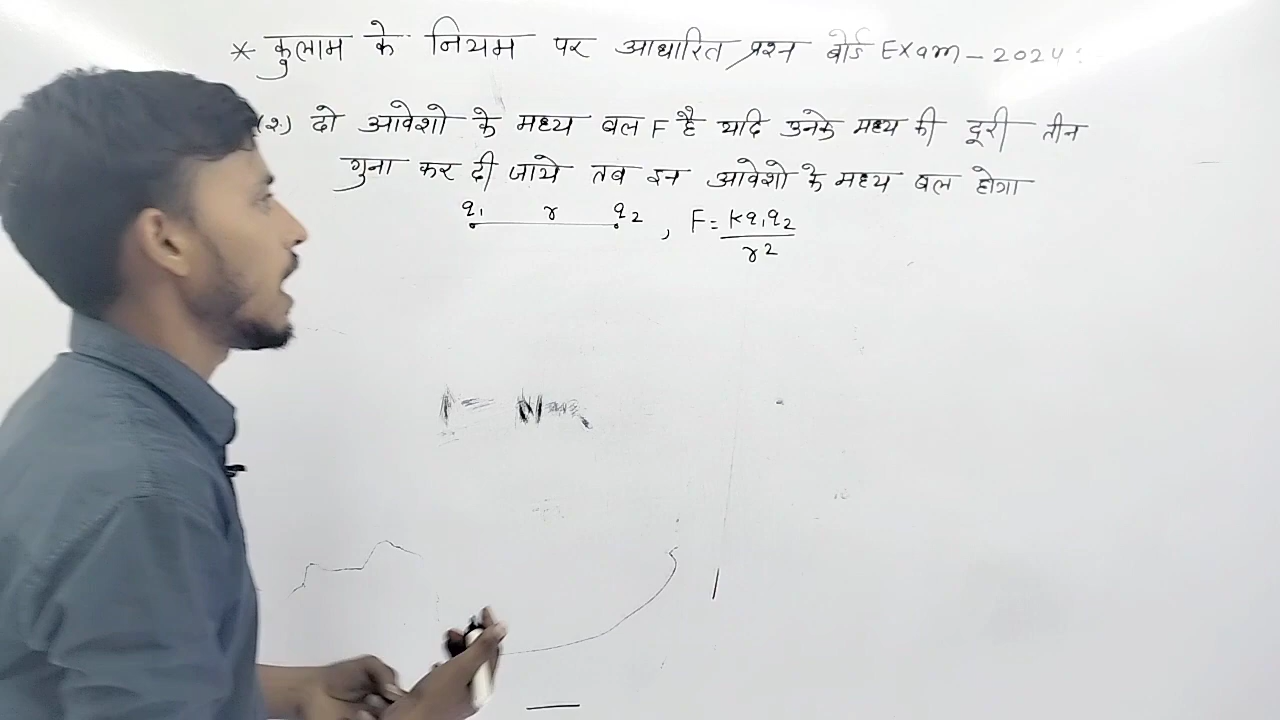 * कुलाम के नियम पर आधारित प्रश्न बोर्ड Exam - 2024:
(2.) दो आवेशो के मध्य बल F है यदि उनके मध्य की दूरी तीन
गुना कर दी जाये तब इन आवेशो के मध्य बल होगा
q₁ r q₂ , F = Kq₁q₂ / r²